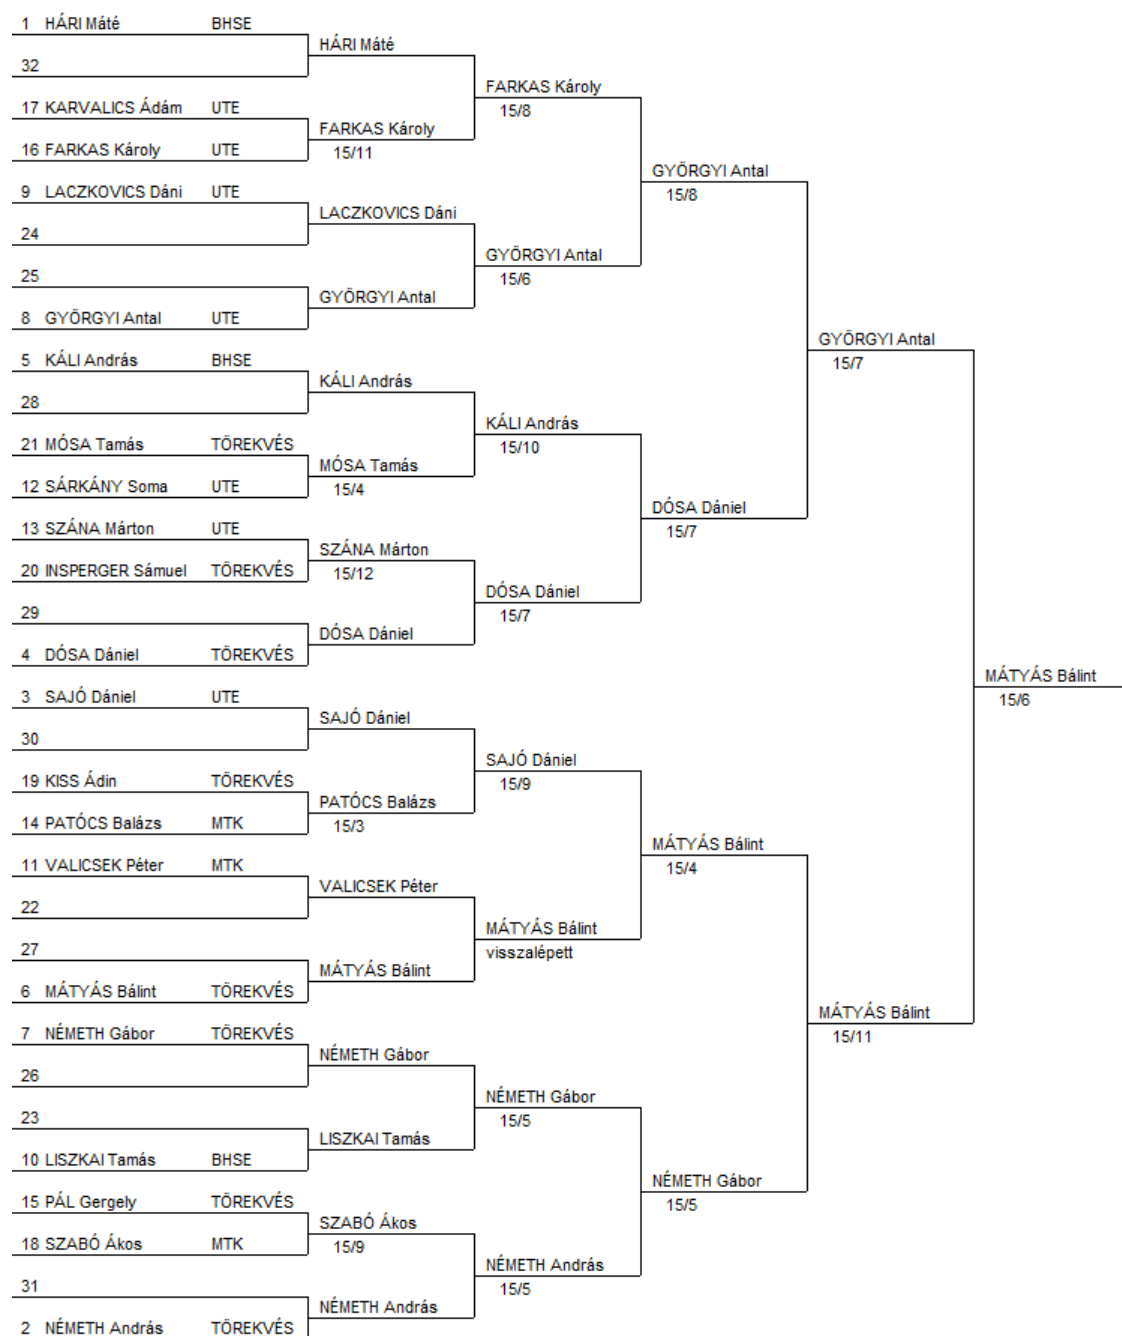 1 HÁRI Máté BHSE
HÁRI Máté
32
FARKAS Károly
15/8
17 KARVALICS Ádám UTE
FARKAS Károly
15/11
16 FARKAS Károly UTE
GYÖRGYI Antal
15/8
9 LACZKOVICS Dáni UTE
LACZKOVICS Dáni
24
GYÖRGYI Antal
15/6
25
GYÖRGYI Antal
8 GYÖRGYI Antal UTE
GYÖRGYI Antal
15/7
5 KÁLI András BHSE
KÁLI András
28
KÁLI András
15/10
21 MÓSA Tamás TÖREKVÉS
MÓSA Tamás
15/4
12 SÁRKÁNY Soma UTE
DÓSA Dániel
15/7
13 SZÁNA Márton UTE
SZÁNA Márton
15/12
20 INSPERGER Sámuel TÖREKVÉS
DÓSA Dániel
15/7
29
DÓSA Dániel
4 DÓSA Dániel TÖREKVÉS
MÁTYÁS Bálint
15/6
3 SAJÓ Dániel UTE
SAJÓ Dániel
30
SAJÓ Dániel
15/9
19 KISS Ádin TÖREKVÉS
PATÓCS Balázs
15/3
14 PATÓCS Balázs MTK
MÁTYÁS Bálint
15/4
11 VALICSEK Péter MTK
VALICSEK Péter
22
MÁTYÁS Bálint
visszalépett
27
MÁTYÁS Bálint
6 MÁTYÁS Bálint TÖREKVÉS
MÁTYÁS Bálint
15/11
7 NÉMETH Gábor TÖREKVÉS
NÉMETH Gábor
26
NÉMETH Gábor
15/5
23
LISZKAI Tamás
10 LISZKAI Tamás BHSE
NÉMETH Gábor
15/5
15 PÁL Gergely TÖREKVÉS
SZABÓ Ákos
15/9
18 SZABÓ Ákos MTK
NÉMETH András
15/5
31
NÉMETH András
2 NÉMETH András TÖREKVÉS